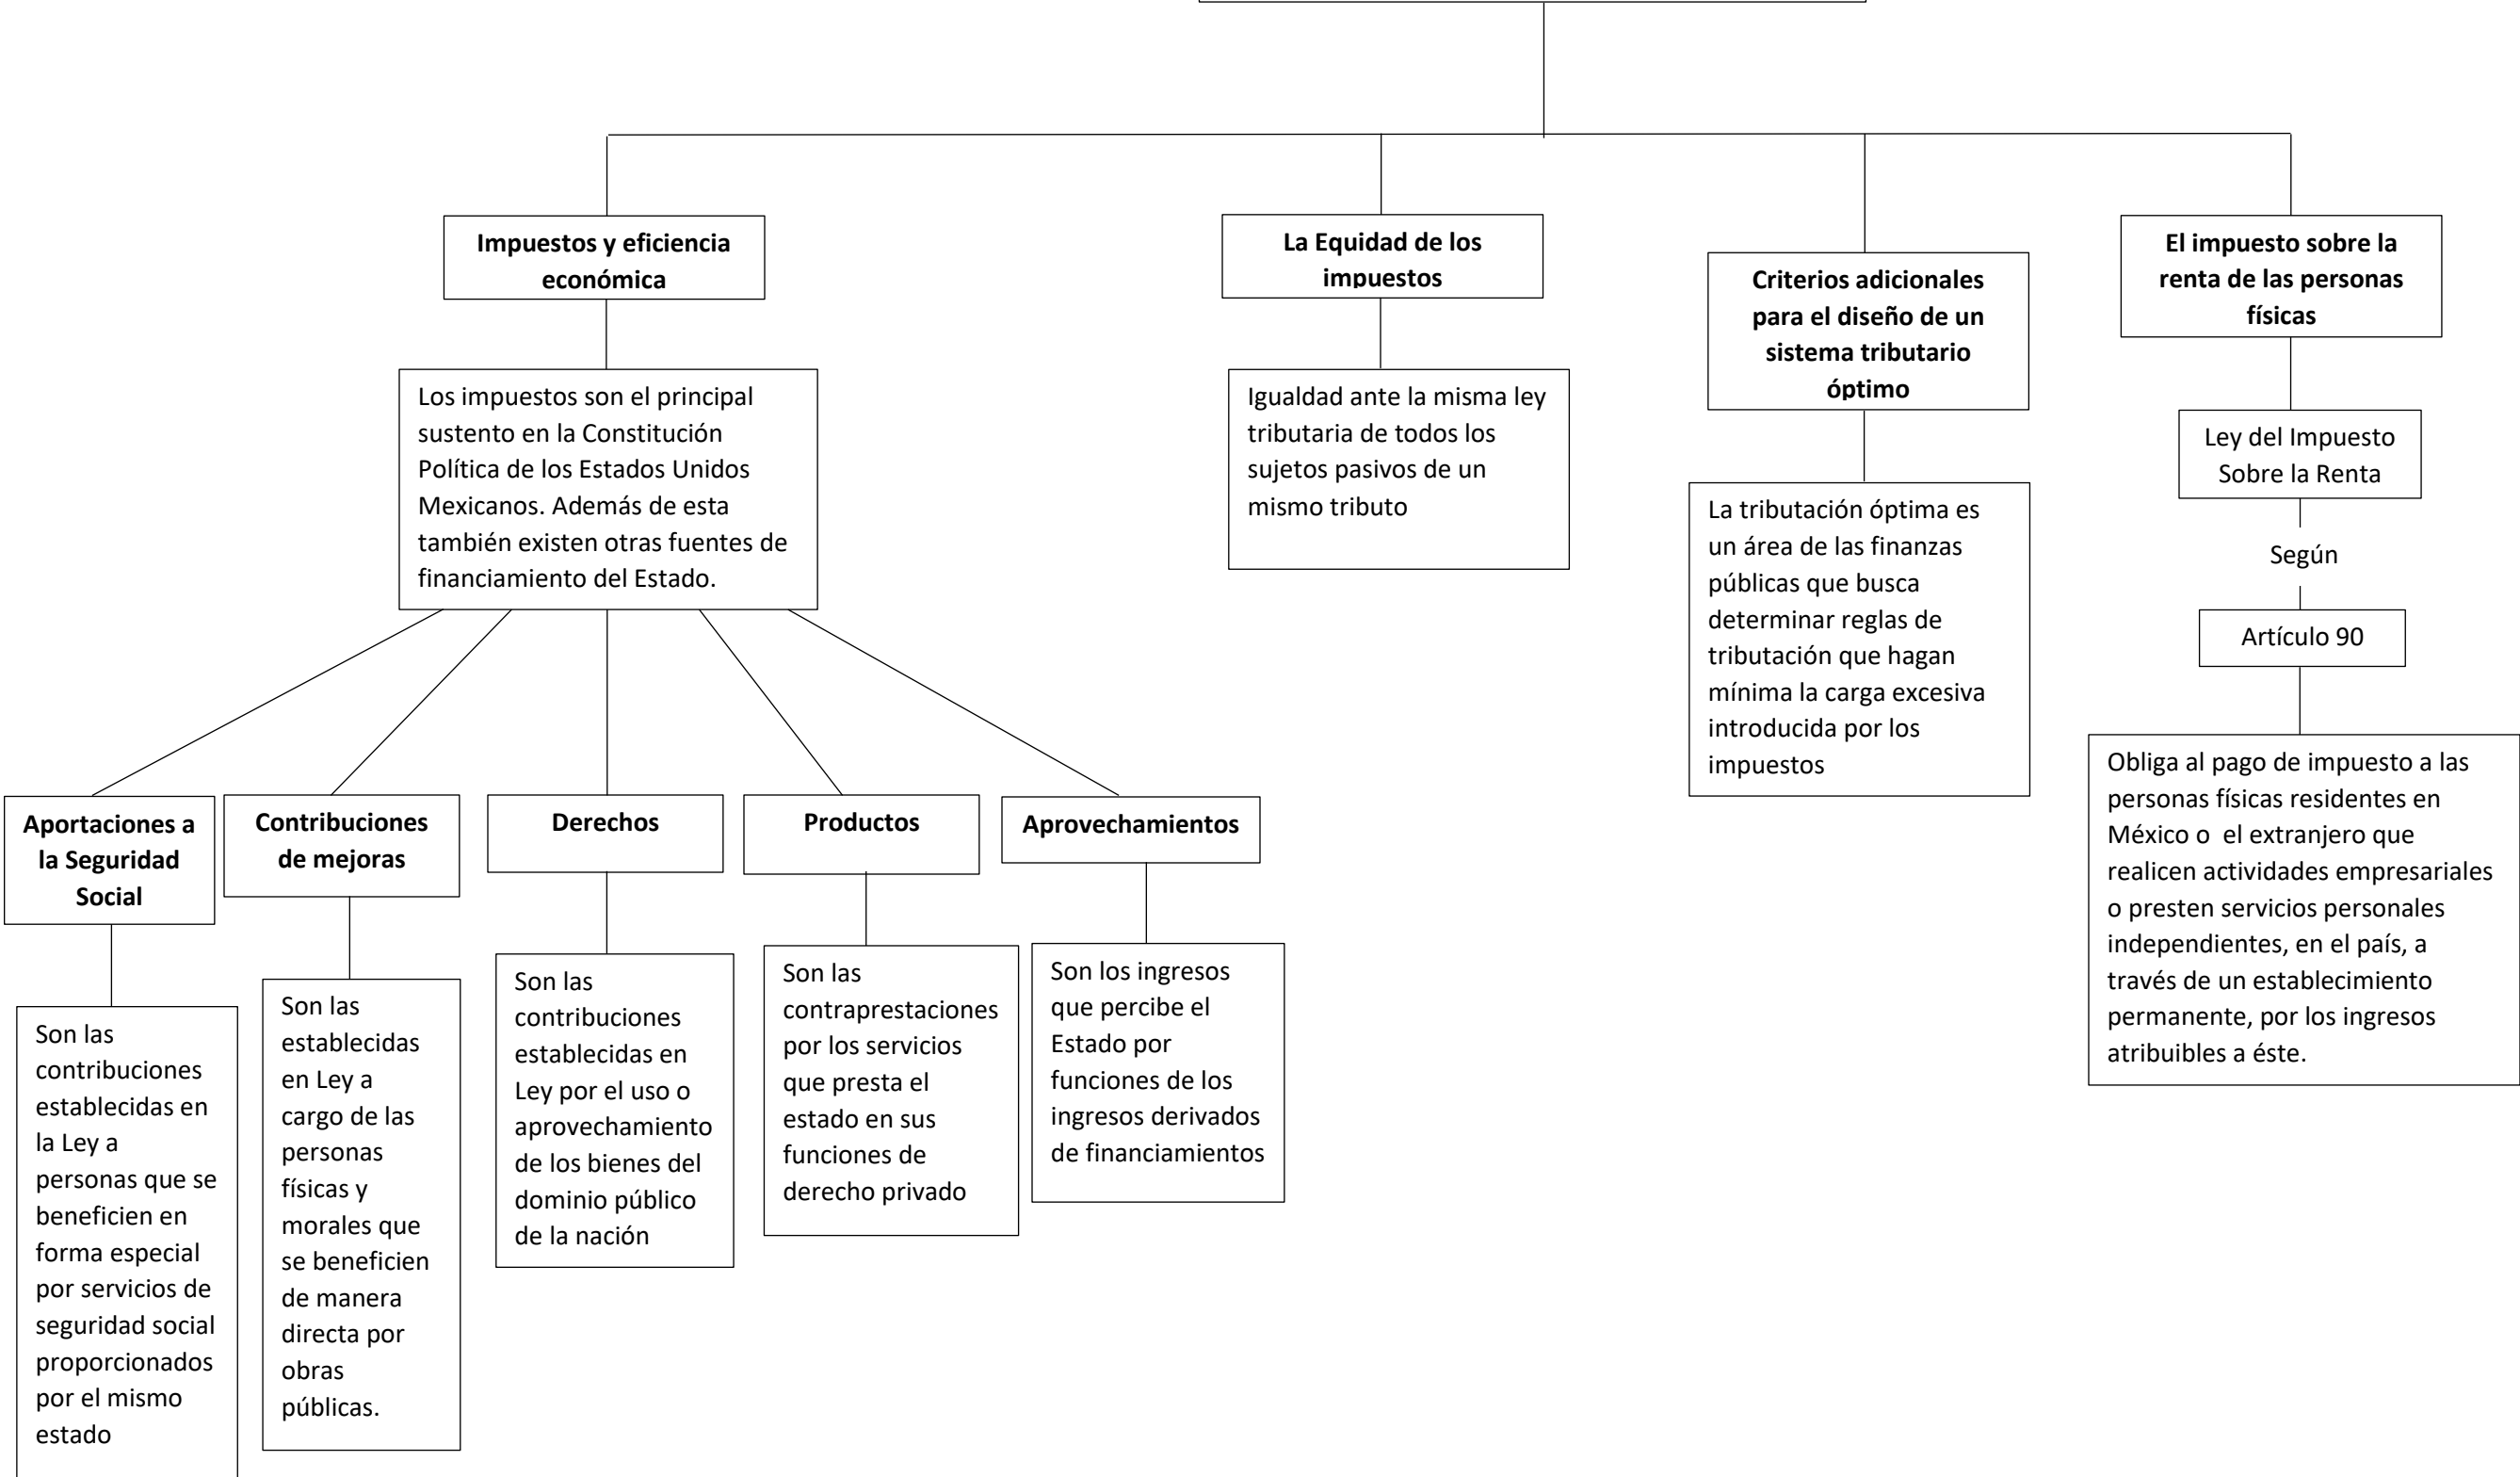 Impuestos y eficiencia
económica
Los impuestos son el principal
sustento en la Constitución
Política de los Estados Unidos
Mexicanos. Además de esta
también existen otras fuentes de
financiamiento del Estado.
Aportaciones a
la Seguridad
Social
Son las
contribuciones
establecidas en
la Ley a
personas que se
beneficien en
forma especial
por servicios de
seguridad social
proporcionados
por el mismo
estado
Contribuciones
de mejoras
Son las
establecidas
en Ley a
cargo de las
personas
físicas y
morales que
se beneficien
de manera
directa por
obras
públicas.
Derechos
Son las
contribuciones
establecidas en
Ley por el uso o
aprovechamiento
de los bienes del
dominio público
de la nación
Productos
Son las
contraprestaciones
por los servicios
que presta el
estado en sus
funciones de
derecho privado
Aprovechamientos
Son los ingresos
que percibe el
Estado por
funciones de los
ingresos derivados
de financiamientos
La Equidad de los
impuestos
Igualdad ante la misma ley
tributaria de todos los
sujetos pasivos de un
mismo tributo
Criterios adicionales
para el diseño de un
sistema tributario
óptimo
La tributación óptima es
un área de las finanzas
públicas que busca
determinar reglas de
tributación que hagan
mínima la carga excesiva
introducida por los
impuestos
El impuesto sobre la
renta de las personas
físicas
Ley del Impuesto
Sobre la Renta
Según
Artículo 90
Obliga al pago de impuesto a las
personas físicas residentes en
México o  el extranjero que
realicen actividades empresariales
o presten servicios personales
independientes, en el país, a
través de un establecimiento
permanente, por los ingresos
atribuibles a éste.